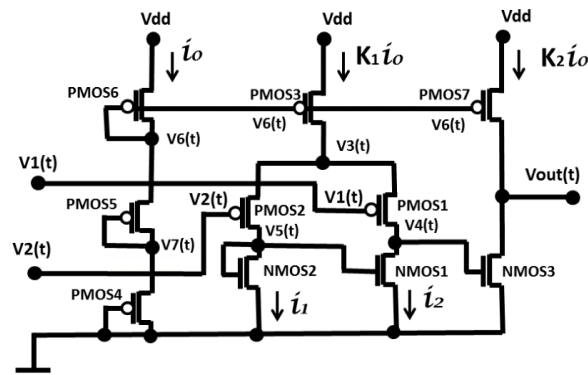 Vdd Vdd Vdd
i₀ K₁i₀ K₂i₀
PMOS6 PMOS3 PMOS7
V6(t) V6(t)
V6(t) V3(t)
V1(t)
Vout(t)
PMOS5 V2(t) V1(t)
PMOS2 PMOS1
V2(t) V7(t) V5(t) V4(t)
NMOS2 NMOS1 NMOS3
PMOS4
i₁ i₂